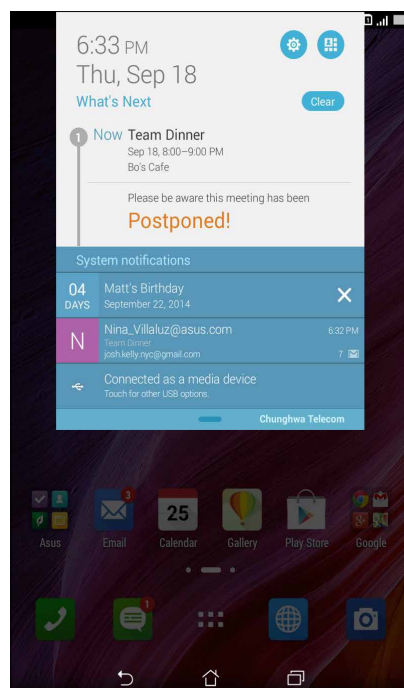 6:33 PM
Thu, Sep 18
What's Next
Clear
1
Now Team Dinner
Sep 18, 8:00–9:00 PM
Bo's Cafe
Please be aware this meeting has been
Postponed!
System notifications
04 Matt's Birthday
DAYS September 22, 2014
N
Nina_Villaluz@asus.com 6:32 PM
Team Dinner
josh.kelly.nyc@gmail.com 7
Connected as a media device
Touch for other USB options.
Chunghwa Telecom
3
25
Asus Email Calendar Gallery Play Store Google
1